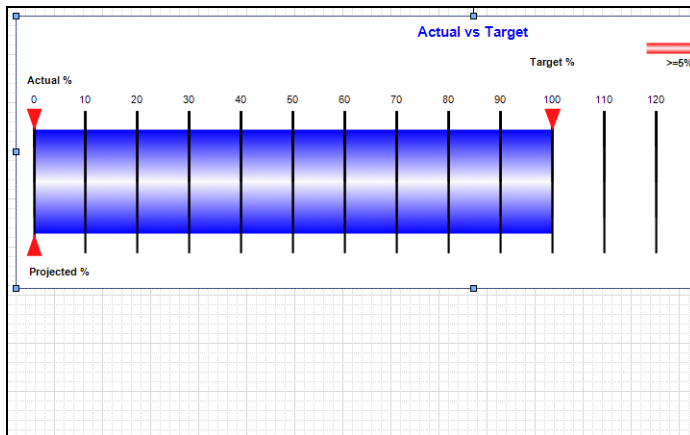 Actual vs Target
Target %
>=5%
Actual %
0 10 20 30 40 50 60 70 80 90 100 110 120
Projected %